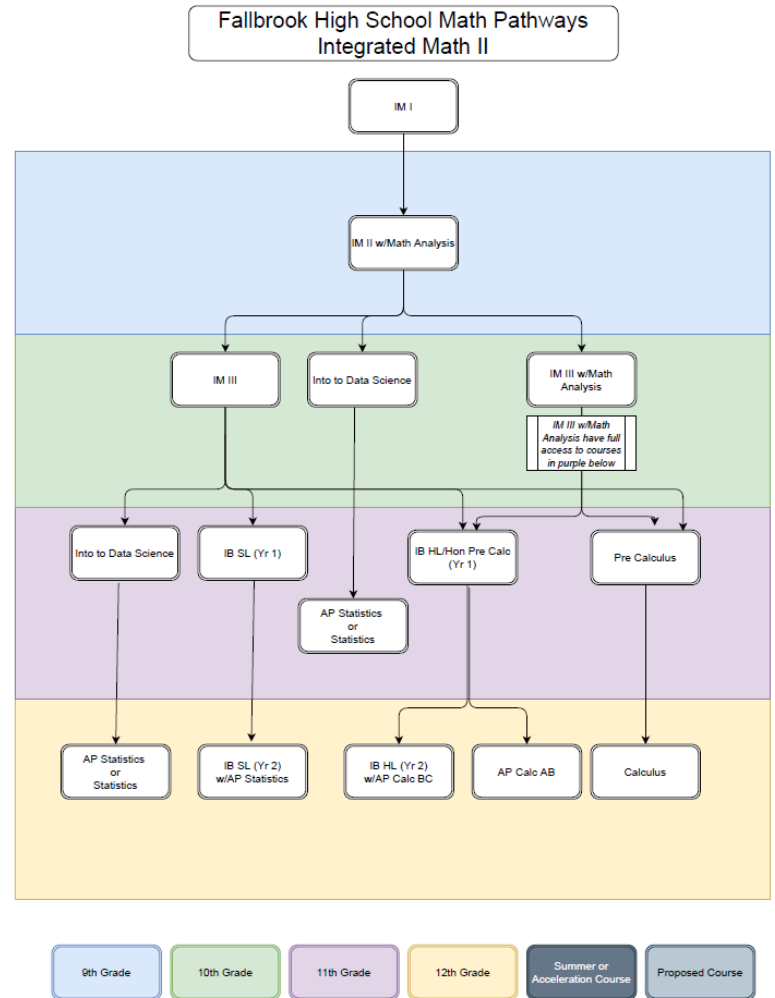 Fallbrook High School Math Pathways
Integrated Math II
IM I
IM II w/Math Analysis
IM III
Into to Data Science
IM III w/Math
Analysis
IM III w/Math
Analysis have full
access to courses
in purple below
Into to Data Science
IB SL (Yr 1)
IB HL/Hon Pre Calc
(Yr 1)
Pre Calculus
AP Statistics
or
Statistics
AP Statistics
or
Statistics
IB SL (Yr 2)
w/AP Statistics
IB HL (Yr 2)
w/AP Calc BC
AP Calc AB
Calculus
9th Grade
10th Grade
11th Grade
12th Grade
Summer or
Acceleration Course
Proposed Course